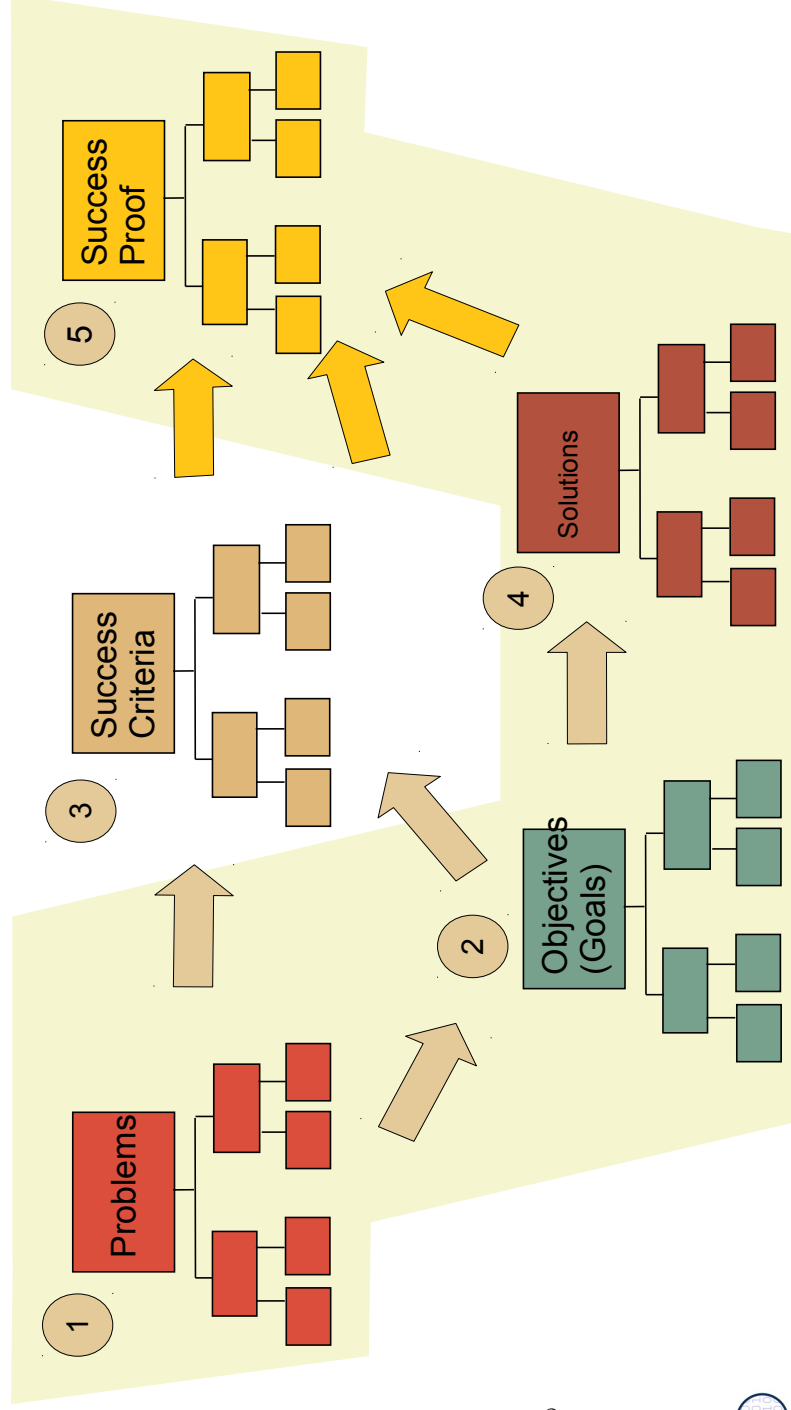 1
Problems
2
Objectives
(Goals)
3
Success
Criteria
4
Solutions
5
Success
Proof